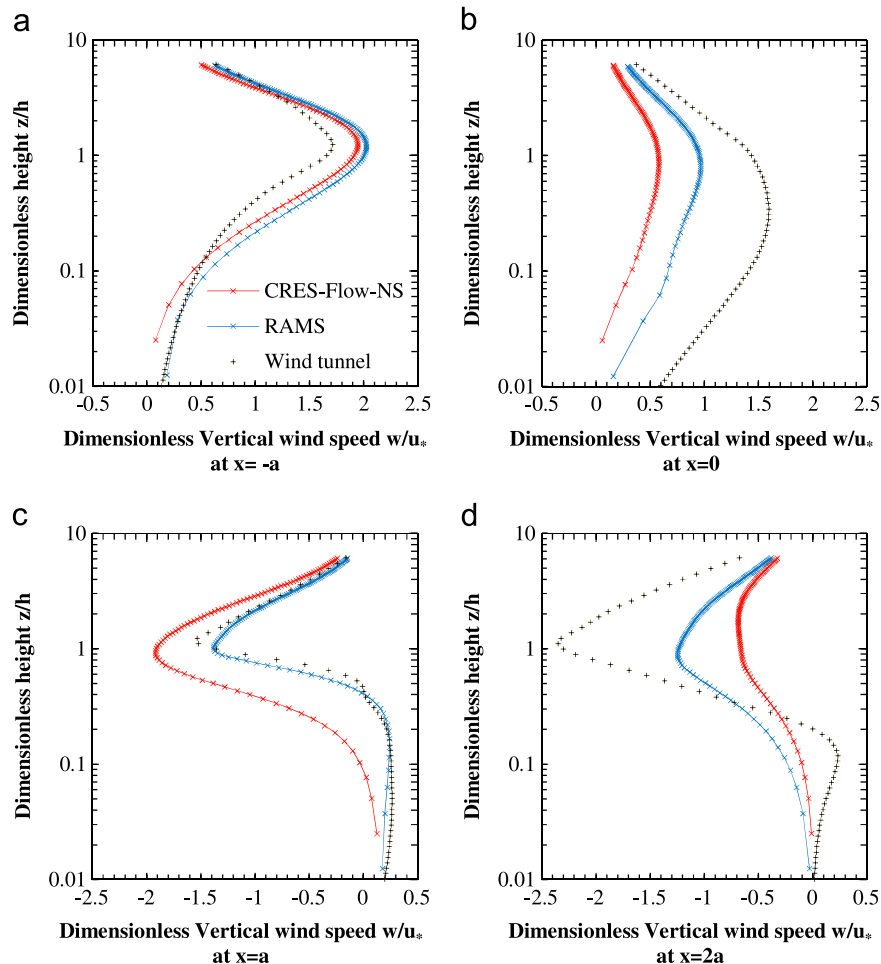 a
10
1
0.1
0.01
-0.5 0 0.5 1 1.5 2 2.5
Dimensionless height z/h
CRES-Flow-NS
RAMS
Wind tunnel
Dimensionless Vertical wind speed w/u*
at x= -a
b
10
1
0.1
0.01
-0.5 0 0.5 1 1.5 2 2.5
Dimensionless height z/h
Dimensionless Vertical wind speed w/u*
at x=0
c
10
1
0.1
0.01
-2.5 -2 -1.5 -1 -0.5 0 0.5
Dimensionless height z/h
Dimensionless Vertical wind speed w/u*
at x=a
d
10
1
0.1
0.01
-2.5 -2 -1.5 -1 -0.5 0 0.5
Dimensionless height z/h
Dimensionless Vertical wind speed w/u*
at x=2a